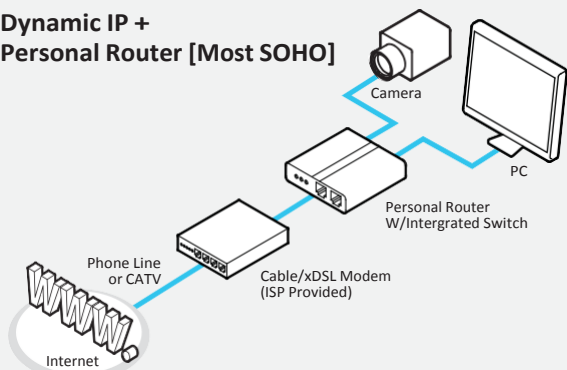 Dynamic IP +
Personal Router [Most SOHO]
Camera
PC
Personal Router
W/Intergrated Switch
Phone Line
or CATV
Cable/xDSL Modem
(ISP Provided)
WWW.
Internet